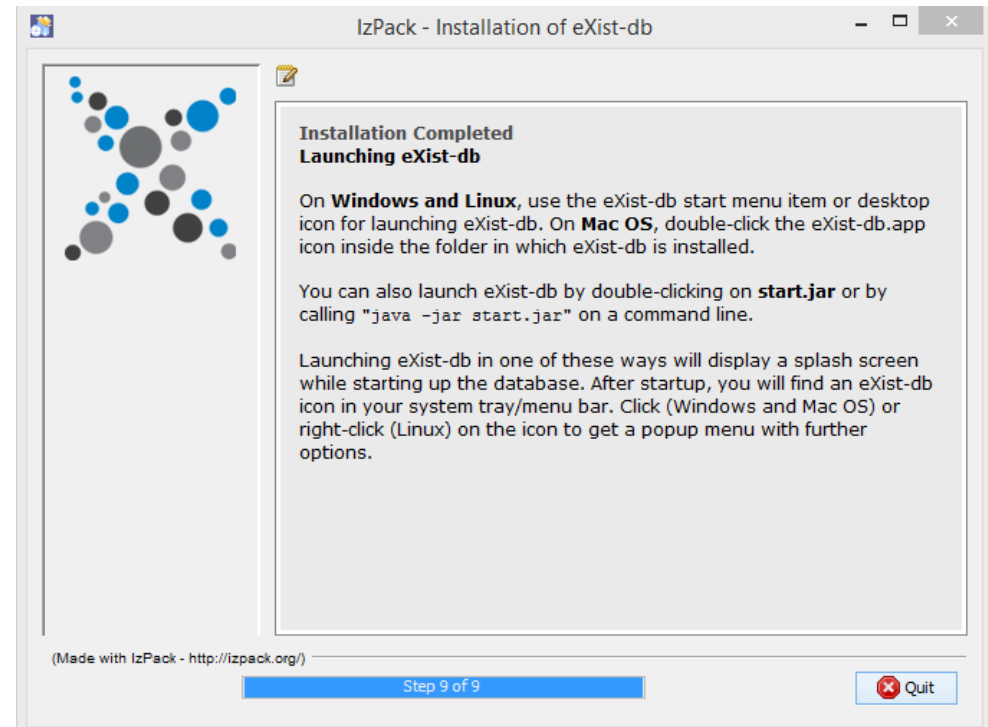 IzPack - Installation of eXist-db
Installation Completed
Launching eXist-db
On Windows and Linux, use the eXist-db start menu item or desktop
icon for launching eXist-db. On Mac OS, double-click the eXist-db.app
icon inside the folder in which eXist-db is installed.
You can also launch eXist-db by double-clicking on start.jar or by
calling "java -jar start.jar" on a command line.
Launching eXist-db in one of these ways will display a splash screen
while starting up the database. After startup, you will find an eXist-db
icon in your system tray/menu bar. Click (Windows and Mac OS) or
right-click (Linux) on the icon to get a popup menu with further
options.
(Made with IzPack - http://izpack.org/)
Step 9 of 9
Quit